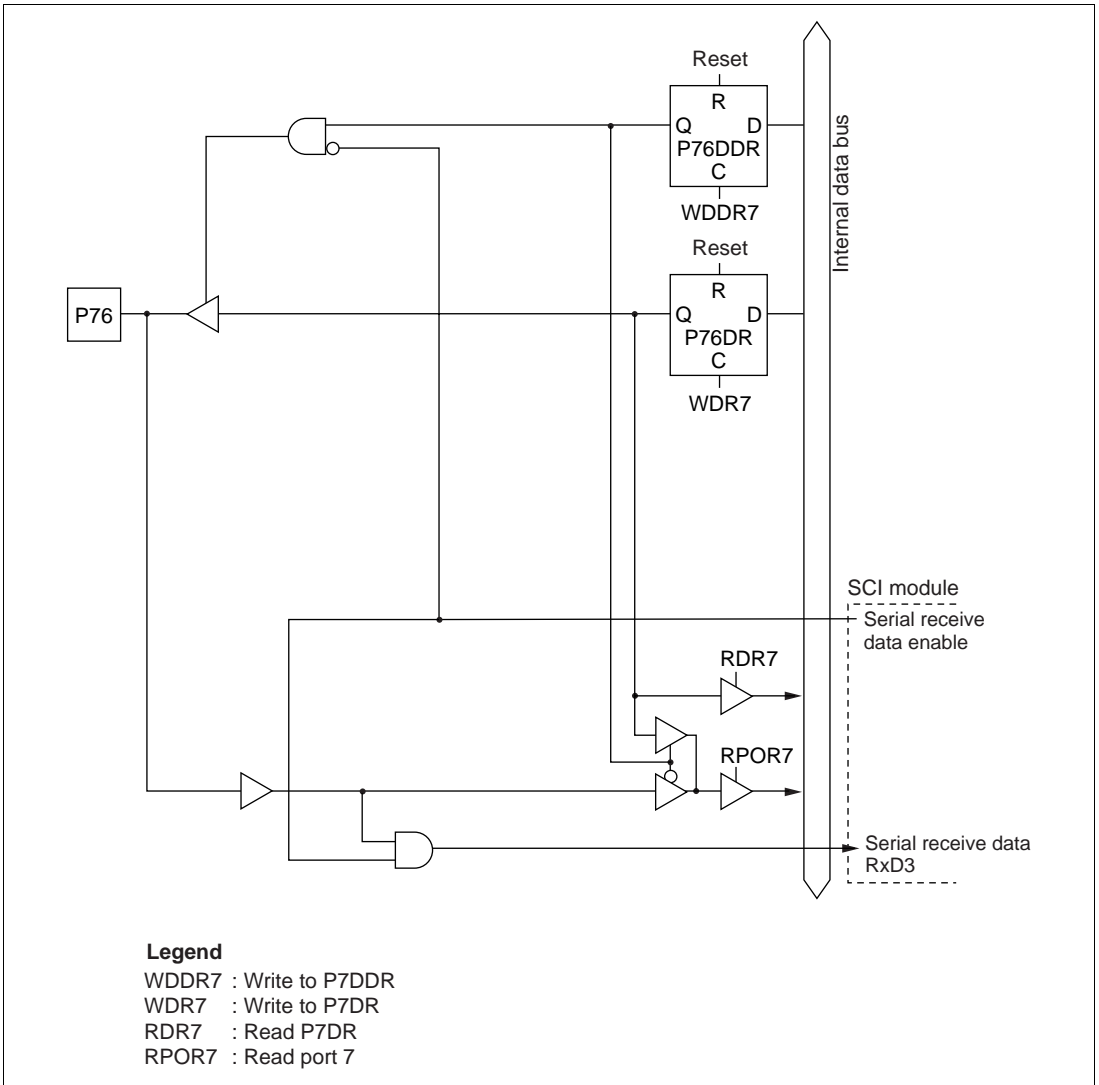 Reset
R
Q D
P76DDR
C
WDDR7
Internal data bus
Reset
R
P76
Q D
P76DR
C
WDR7
SCI module
Serial receive
data enable
RDR7
RPOR7
Serial receive data
RxD3
Legend
WDDR7 : Write to P7DDR
WDR7 : Write to P7DR
RDR7 : Read P7DR
RPOR7 : Read port 7